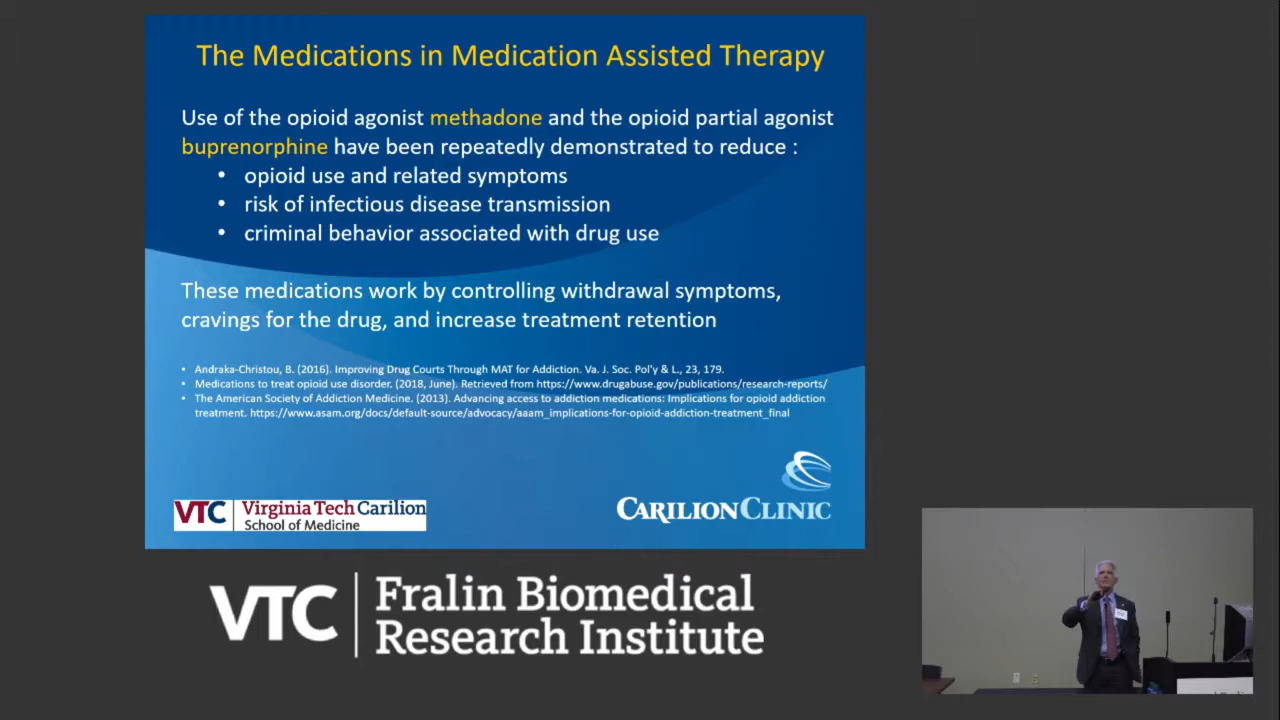 The Medications in Medication Assisted Therapy
Use of the opioid agonist methadone and the opioid partial agonist
buprenorphine have been repeatedly demonstrated to reduce :
• opioid use and related symptoms
• risk of infectious disease transmission
• criminal behavior associated with drug use
These medications work by controlling withdrawal symptoms,
cravings for the drug, and increase treatment retention
• Andraka-Christou, B. (2016). Improving Drug Courts Through MAT for Addiction. Va. J. Soc. Pol'y & L., 23, 179.
• Medications to treat opioid use disorder. (2018, June). Retrieved from https://www.drugabuse.gov/publications/research-reports/
• The American Society of Addiction Medicine. (2013). Advancing access to addiction medications: Implications for opioid addiction
treatment. https://www.asam.org/docs/default-source/advocacy/aaam_implications-for-opioid-addiction-treatment_final
VTC Virginia Tech Carilion
School of Medicine
CARILION CLINIC
VTC Fralin Biomedical
Research Institute